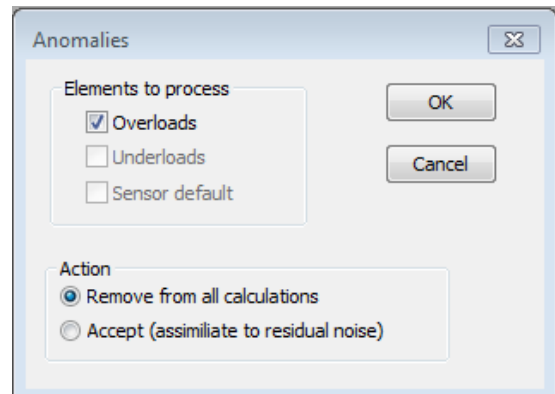 Anomalies
Elements to process
OK
Overloads
Underloads
Cancel
Sensor default
Action
Remove from all calculations
Accept (assimiliate to residual noise)